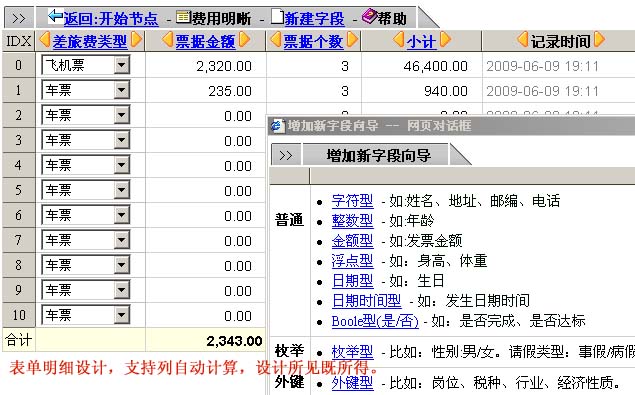 >> 返回:开始节点 - 费用明晰 - 新建字段 - 帮助
IDX 差旅费类型 票据金额 票据个数 小计 记录时间
0 飞机票 2,320.00 3 46,400.00 2009-06-09 19:11
1 车票 235.00 3 940.00 2009-06-09 19:11
2 车票 0.00
3 车票 0.00
4 车票 0.00
5 车票 0.00
6 车票 0.00
7 车票 0.00
8 车票 0.00
9 车票 0.00
10 车票 0.00
合计 2,343.00
增加新字段向导 -- 网页对话框
>> 增加新字段向导
普通
字符型 - 如:姓名、地址、邮编、电话
整数型 - 如:年龄
金额型 - 如:发票金额
浮点型 - 如：身高、体重
日期型 - 如：生日
日期时间型 - 如：发生日期时间
Boole型(是/否) - 如：是否完成、是否达标
枚举 枚举型 - 比如：性别:男/女。请假类型：事假/病假
外键 外键型 - 比如：岗位、税种、行业、经济性质。
表单明细设计，支持列自动计算，设计所见既所得。